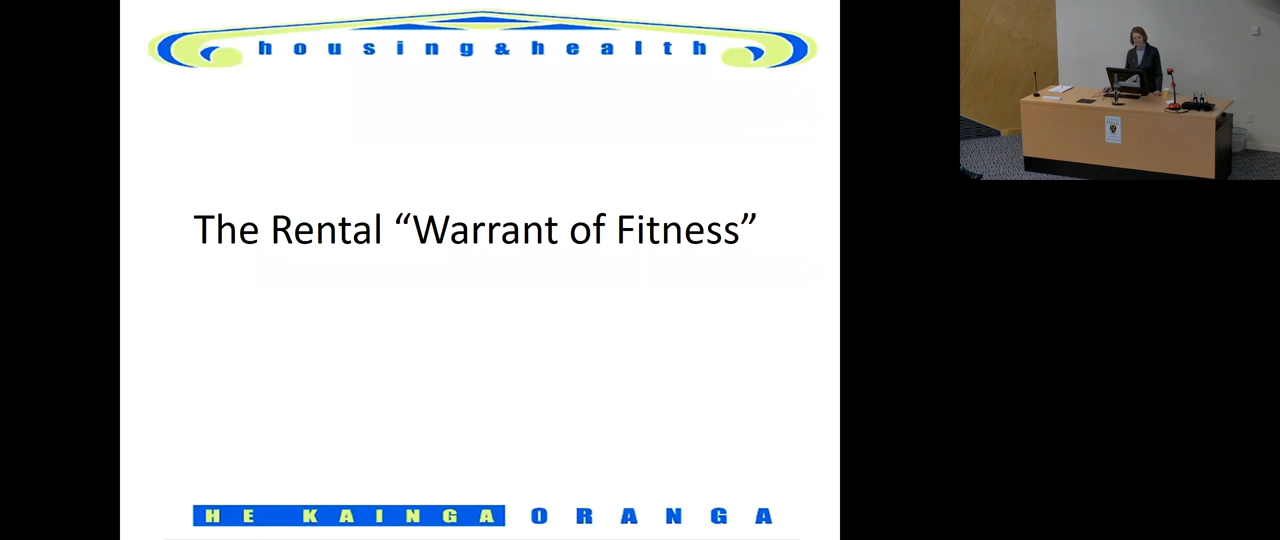 housing&health
The Rental “Warrant of Fitness”
HE KAINGA ORANGA